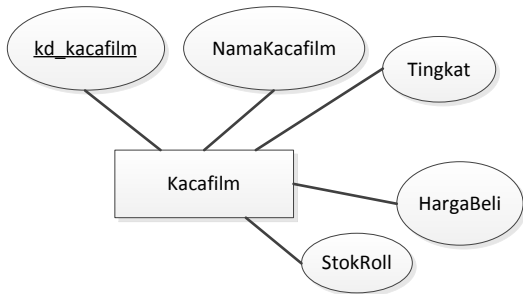 kd_kacafilm
NamaKacafilm
Tingkat
Kacafilm
HargaBeli
StokRoll